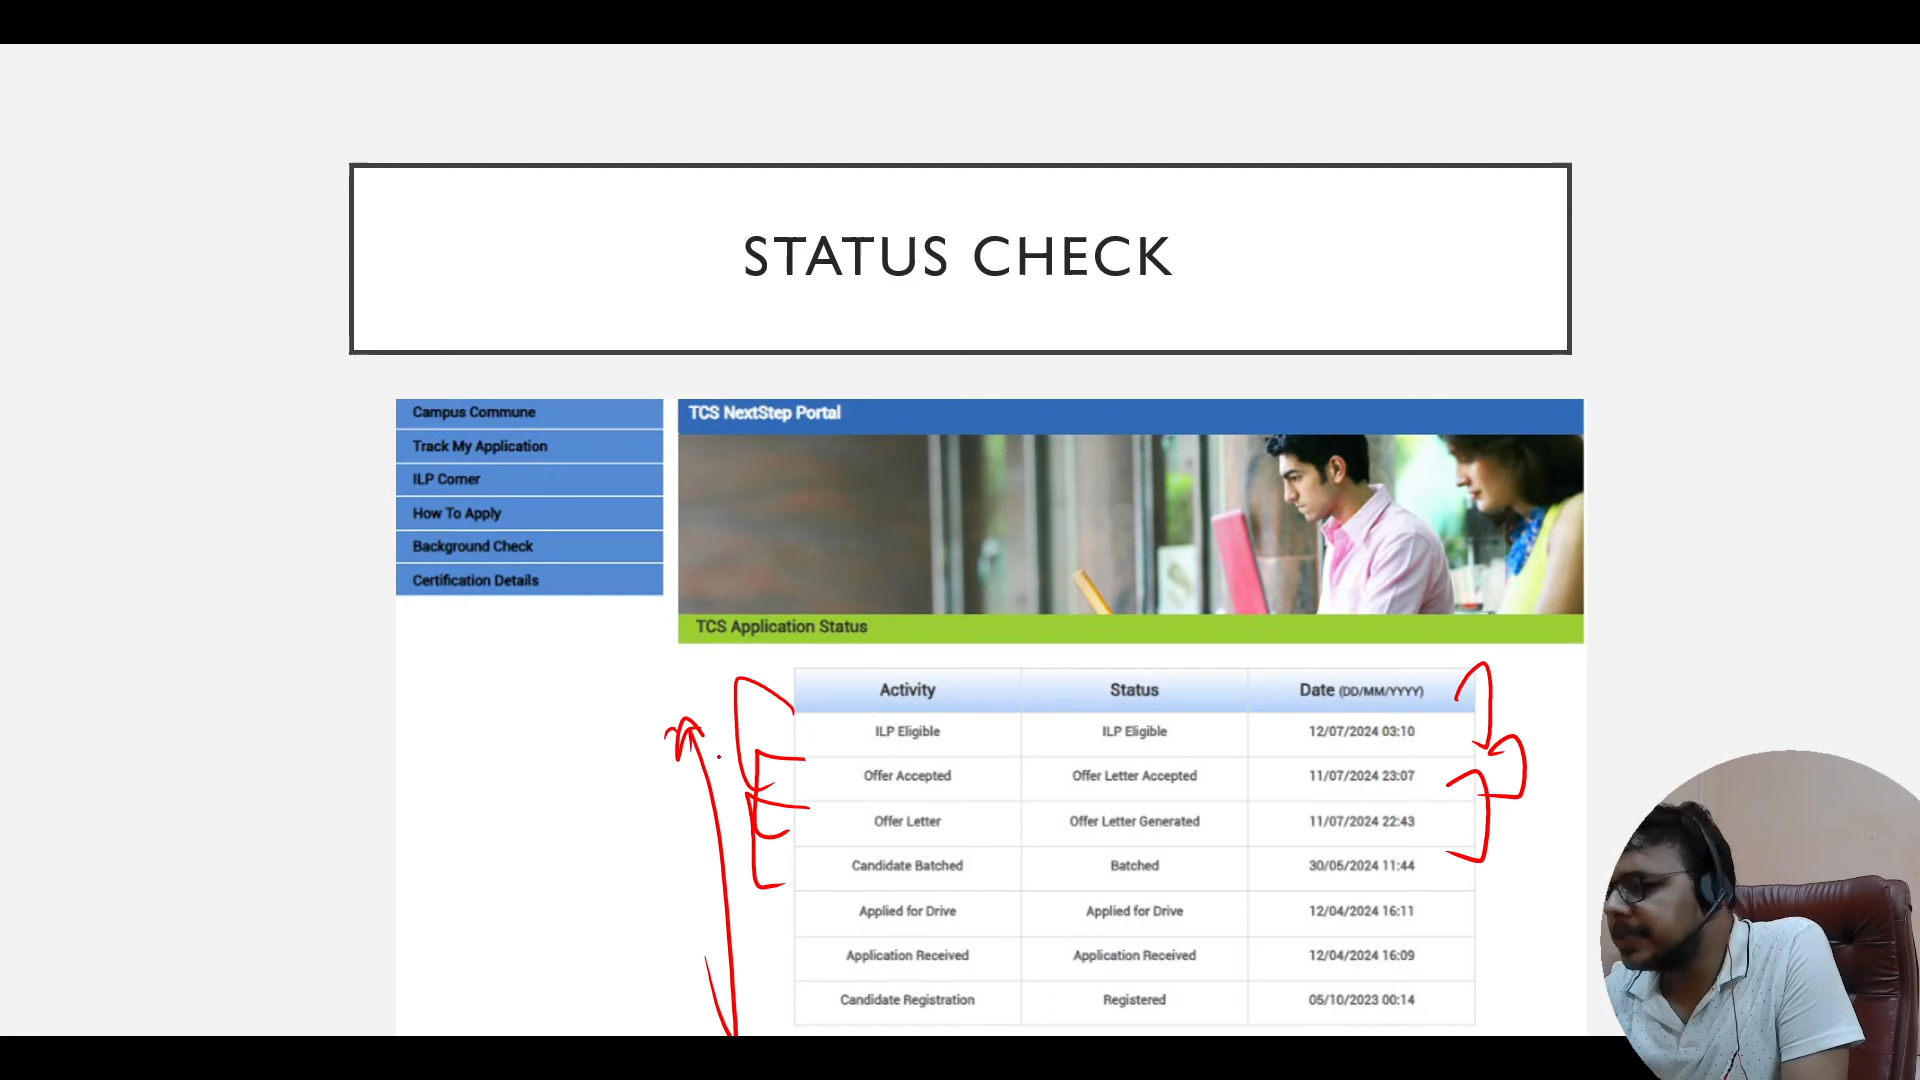 STATUS CHECK
Campus Commune
Track My Application
ILP Corner
How To Apply
Background Check
Certification Details
TCS NextStep Portal
TCS Application Status
Activity Status Date (DD/MM/YYYY)
ILP Eligible ILP Eligible 12/07/2024 03:10
Offer Accepted Offer Letter Accepted 11/07/2024 23:07
Offer Letter Offer Letter Generated 11/07/2024 22:43
Candidate Batched Batched 30/05/2024 11:44
Applied for Drive Applied for Drive 12/04/2024 16:11
Application Received Application Received 12/04/2024 16:09
Candidate Registration Registered 05/10/2023 00:14